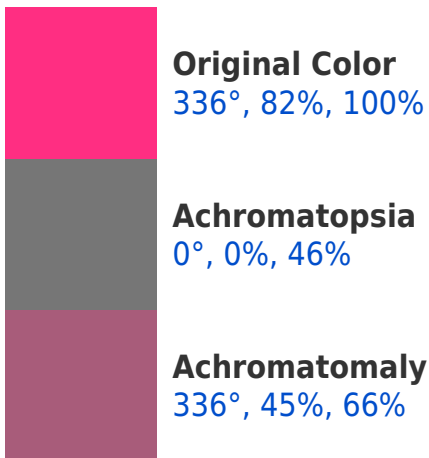 Original Color
336°, 82%, 100%
Achromatopsia
0°, 0%, 46%
Achromatomaly
336°, 45%, 66%